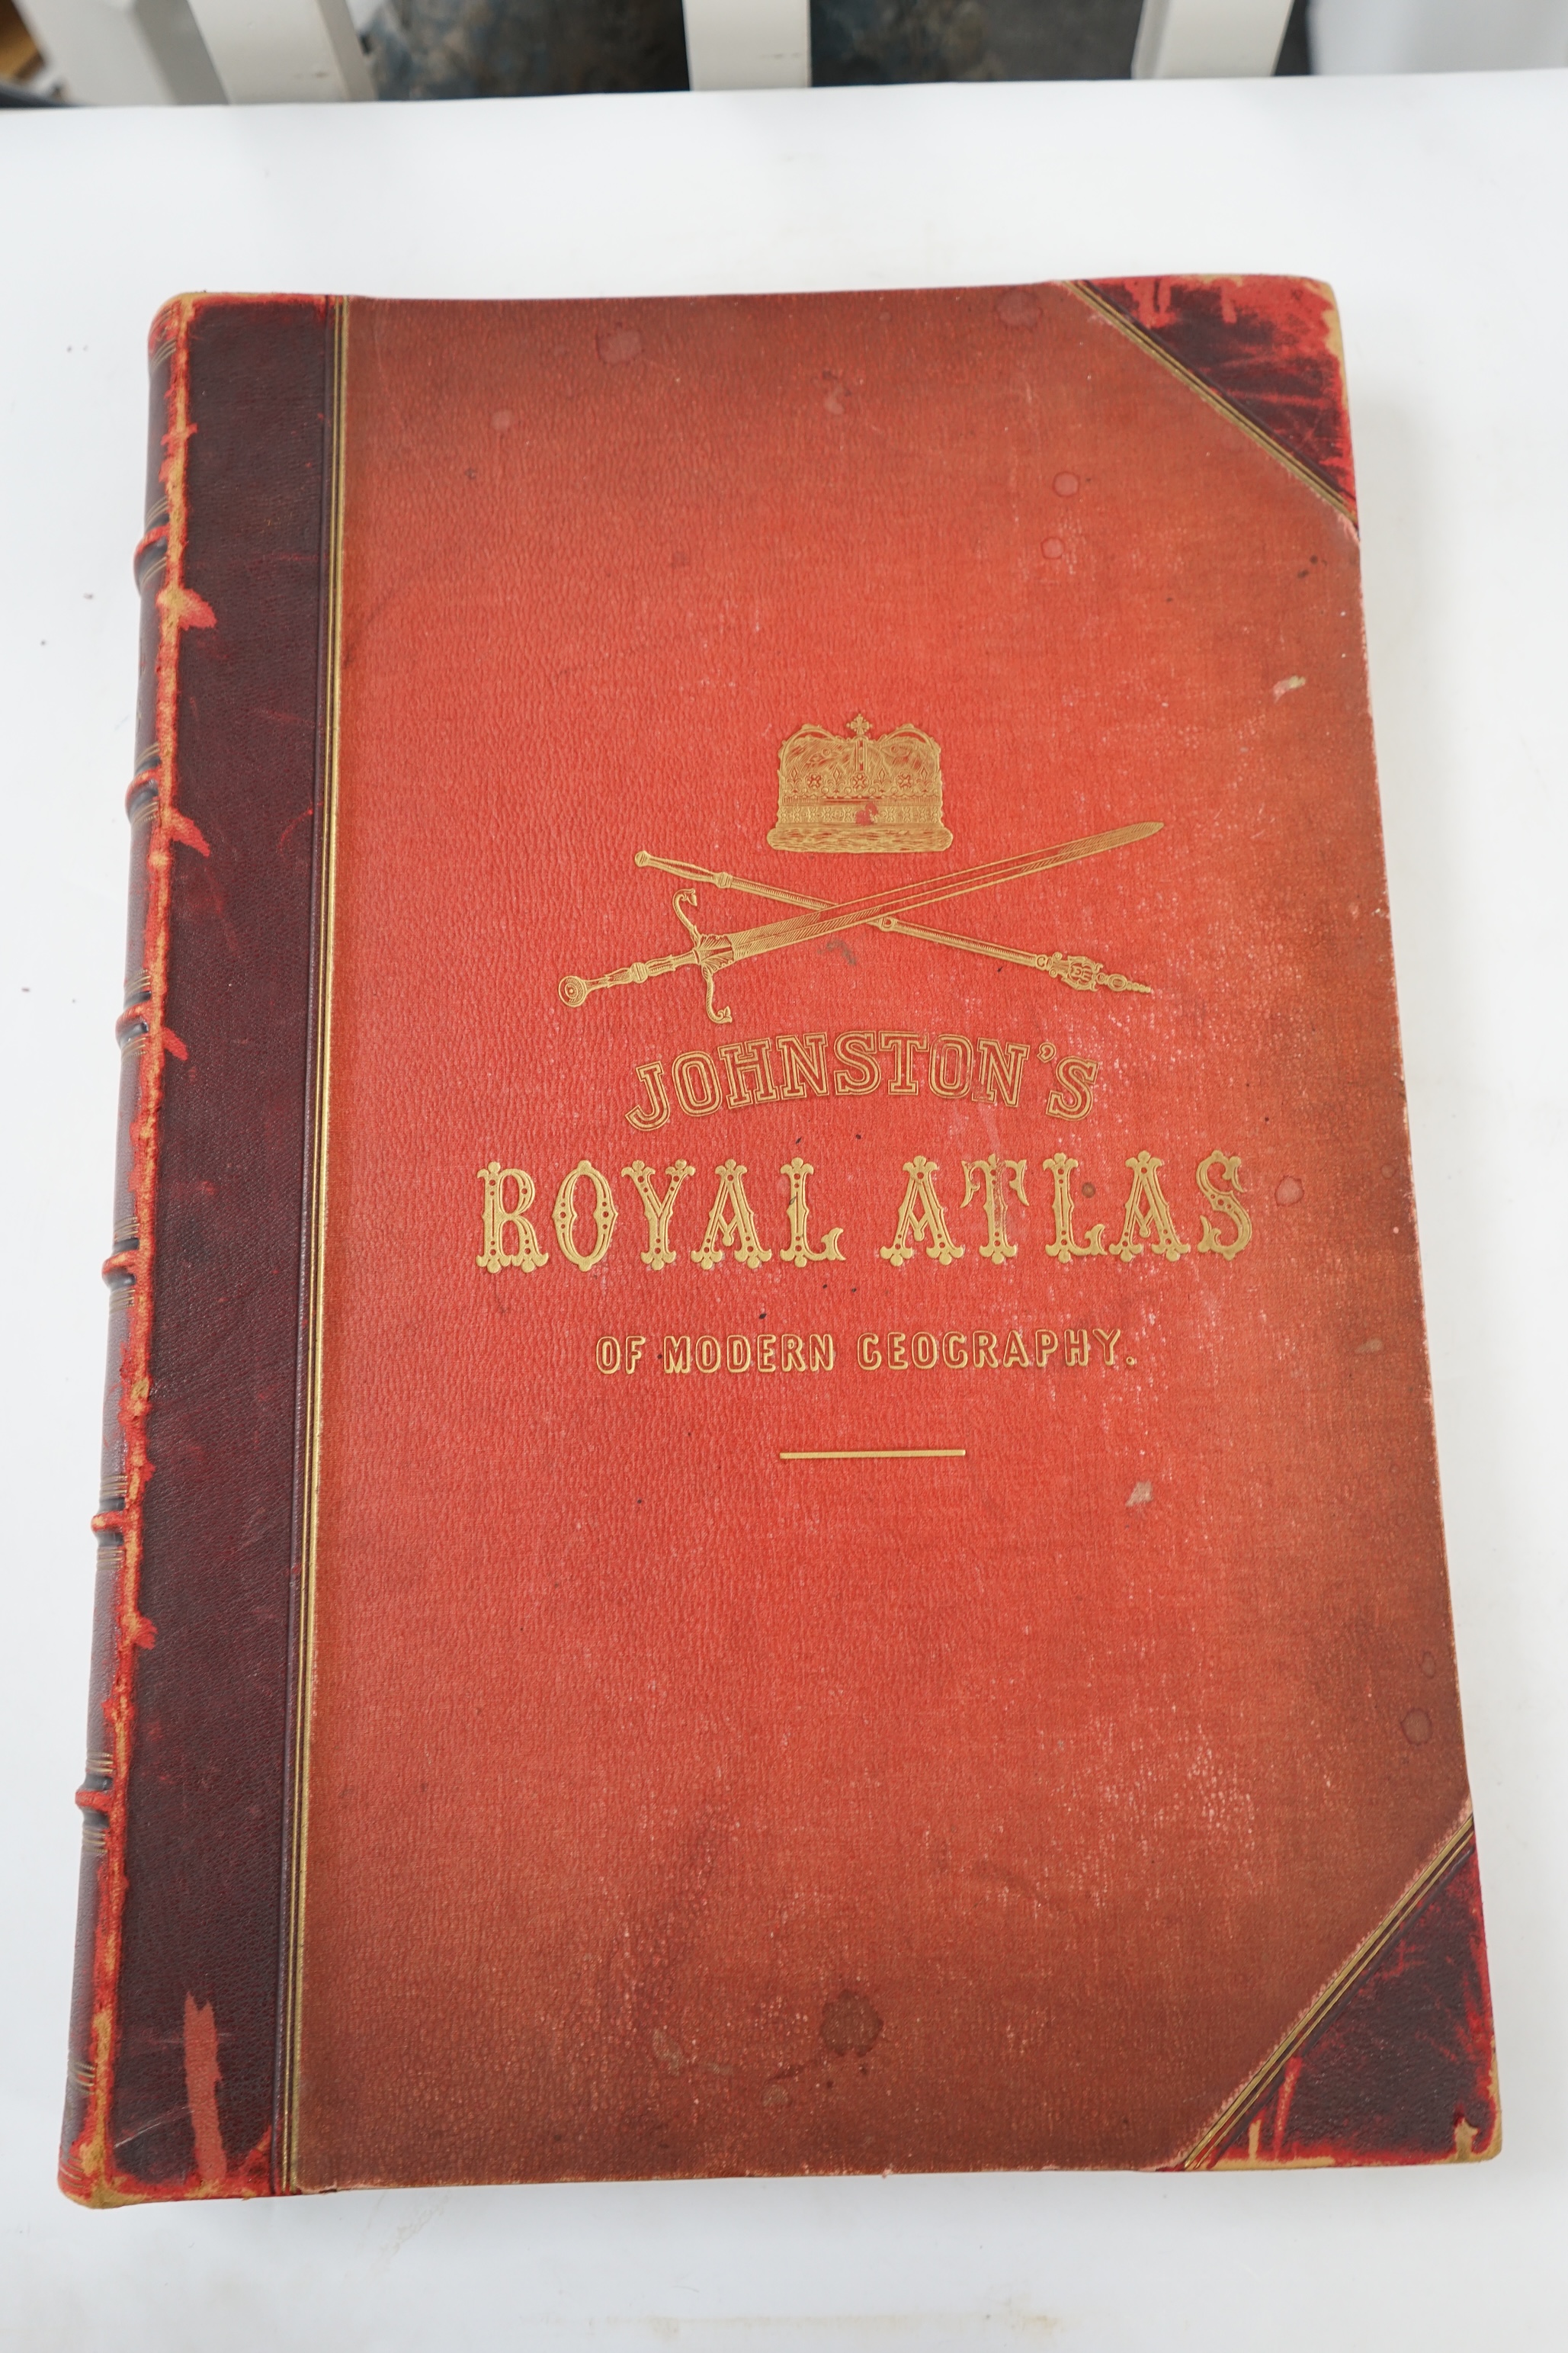 JOHNSTON'S
ROYAL ATLAS
OF MODERN GEOGRAPHY.